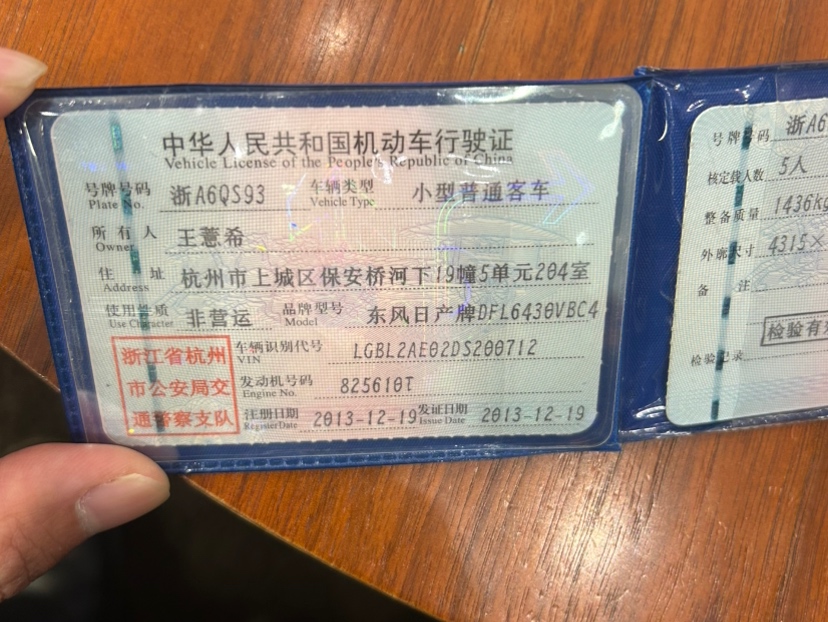 中华人民共和国机动车行驶证
Vehicle License of the People's Republic of China
号牌号码 浙A6QS93 车辆类型 小型普通客车
Plate No. Vehicle Type
所有人 王薏希
Owner
住址 杭州市上城区保安桥河下19幢5单元204室
Address
使用性质 非营运 品牌型号 东风日产牌DFL6430VBC4
Use Character Model
浙江省杭州
市公安局交
通警察支队
车辆识别代号 LGBL2AE02DS200712
VIN
发动机号码 825610T
Engine No.
注册日期 2013-12-19 发证日期 2013-12-19
Register Date Issue Date
号牌号码 浙A6
核定载人数 5人
整备质量 1436kg
外廓尺寸 4315×
备注
检验有
检验记录